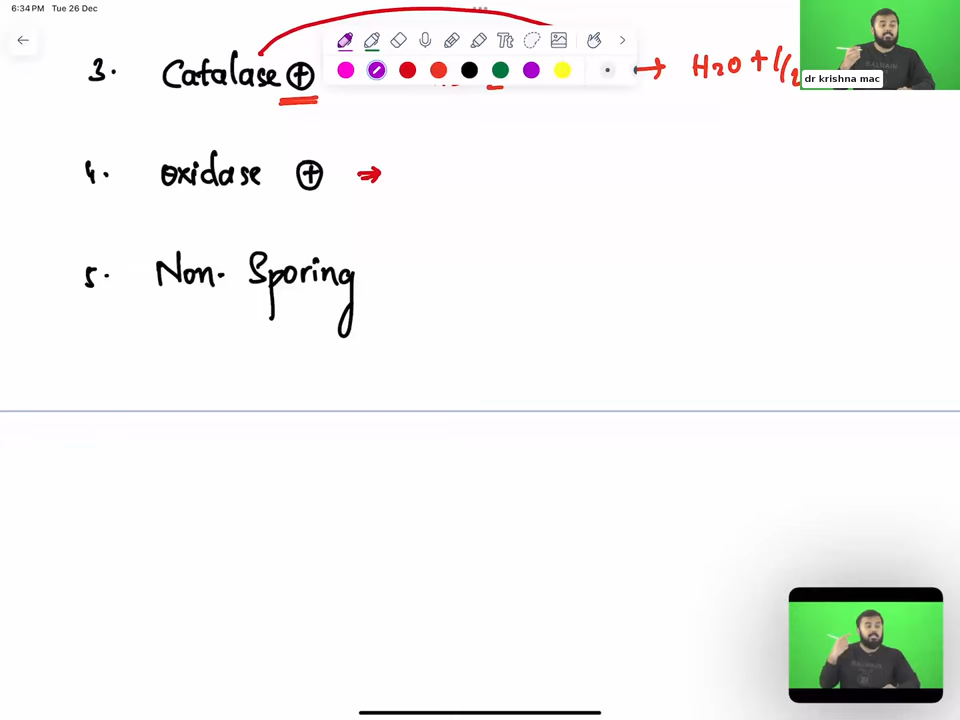 6:34 PM Tue 26 Dec
3. Catalase ⊕ → H₂O + 1/2
dr krishna mac
4. oxidase ⊕ →
5. Non-Sporing